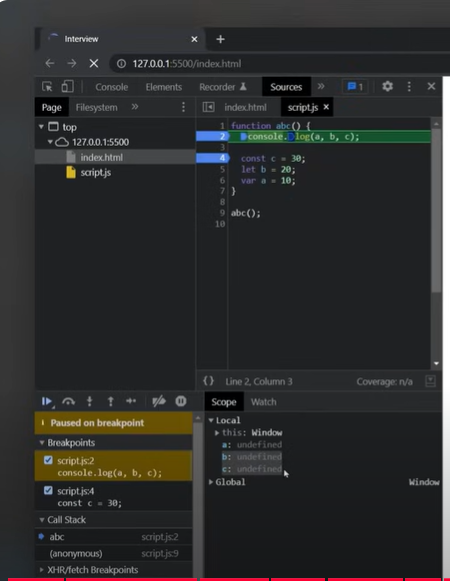 Interview
127.0.0.1:5500/index.html
Console Elements Recorder Sources » 1
Page Filesystem »
index.html script.js
top
127.0.0.1:5500
index.html
script.js
1 function abc() {
2 console.log(a, b, c);
3
4 const c = 30;
5 let b = 20;
6 var a = 10;
7 }
8
9 abc();
10
{} Line 2, Column 3 Coverage: n/a
Paused on breakpoint
Breakpoints
script.js:2
console.log(a, b, c);
script.js:4
const c = 30;
Call Stack
abc script.js:2
(anonymous) script.js:9
XHR/fetch Breakpoints
Scope Watch
Local
this: Window
a: undefined
b: undefined
c: undefined
Global Window